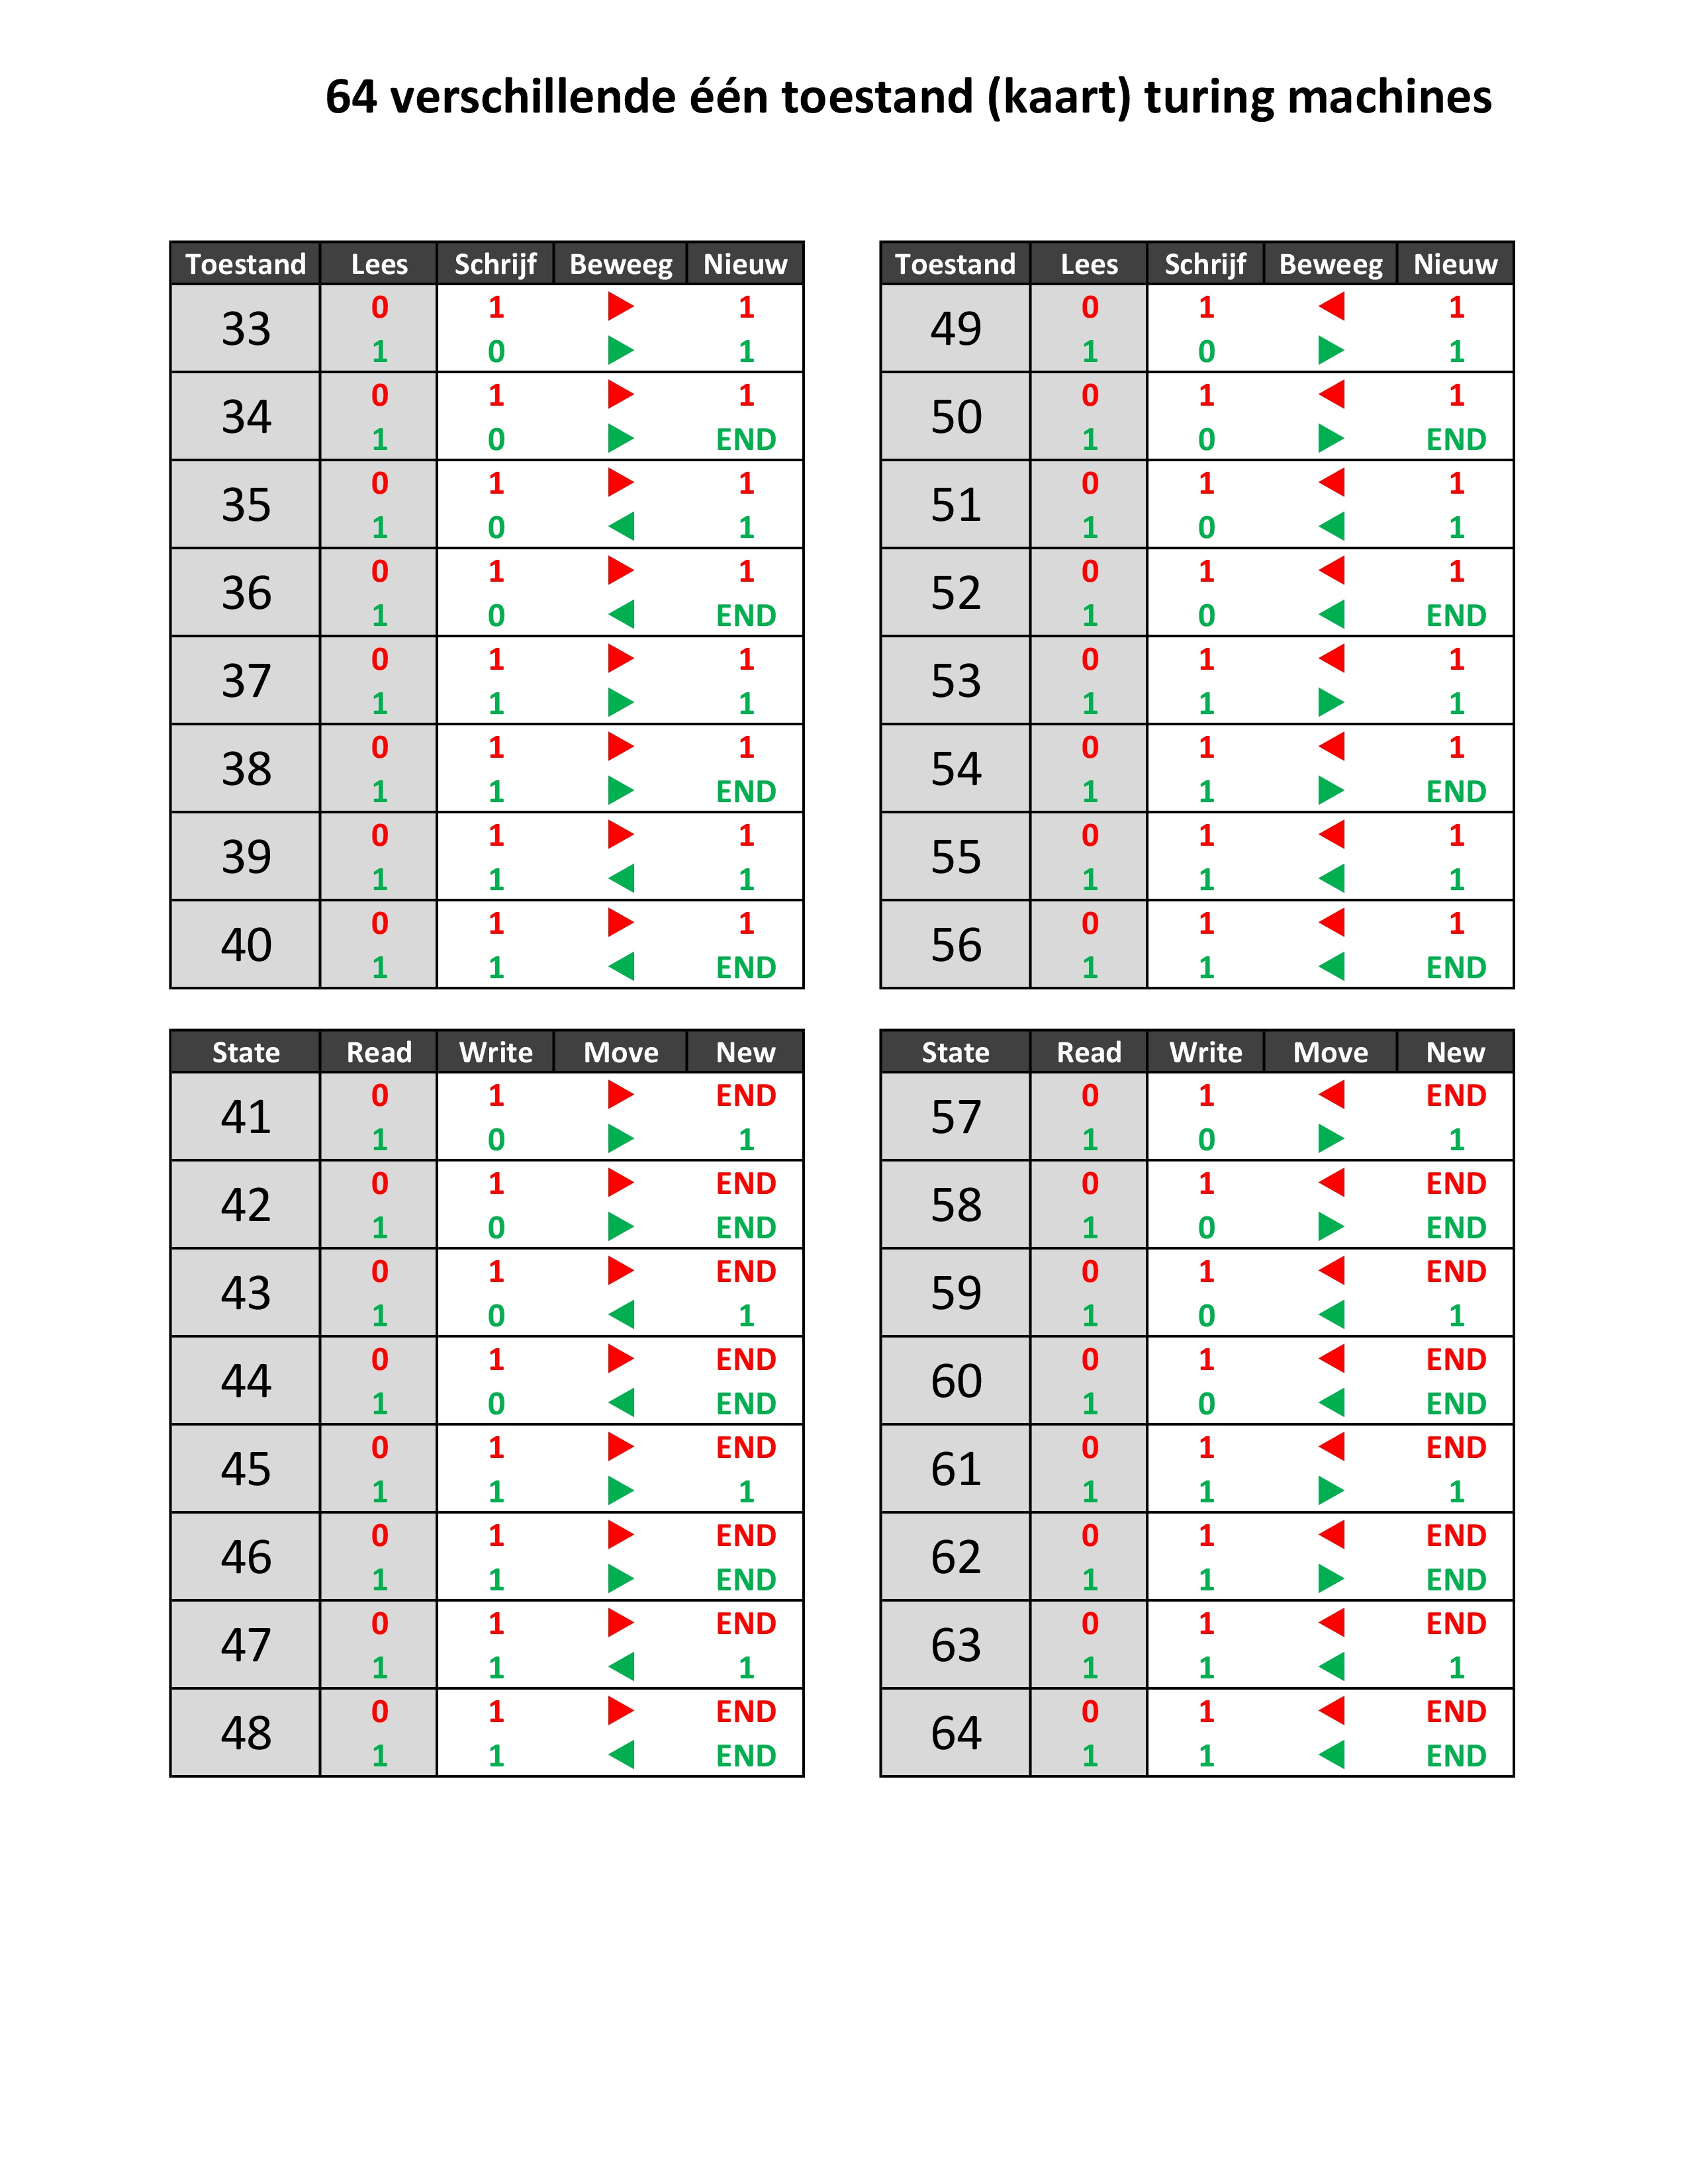 64 verschillende één toestand (kaart) turing machines
Toestand Lees Schrijf Beweeg Nieuw
33
0 1 ▶ 1
1 0 ▶ 1
34
0 1 ▶ 1
1 0 ▶ END
35
0 1 ▶ 1
1 0 ◀ 1
36
0 1 ▶ 1
1 0 ◀ END
37
0 1 ▶ 1
1 1 ▶ 1
38
0 1 ▶ 1
1 1 ▶ END
39
0 1 ▶ 1
1 1 ◀ 1
40
0 1 ▶ 1
1 1 ◀ END
Toestand Lees Schrijf Beweeg Nieuw
49
0 1 ◀ 1
1 0 ▶ 1
50
0 1 ◀ 1
1 0 ▶ END
51
0 1 ◀ 1
1 0 ◀ 1
52
0 1 ◀ 1
1 0 ◀ END
53
0 1 ◀ 1
1 1 ▶ 1
54
0 1 ◀ 1
1 1 ▶ END
55
0 1 ◀ 1
1 1 ◀ 1
56
0 1 ◀ 1
1 1 ◀ END
State Read Write Move New
41
0 1 ▶ END
1 0 ▶ 1
42
0 1 ▶ END
1 0 ▶ END
43
0 1 ▶ END
1 0 ◀ 1
44
0 1 ▶ END
1 0 ◀ END
45
0 1 ▶ END
1 1 ▶ 1
46
0 1 ▶ END
1 1 ▶ END
47
0 1 ▶ END
1 1 ◀ 1
48
0 1 ▶ END
1 1 ◀ END
State Read Write Move New
57
0 1 ◀ END
1 0 ▶ 1
58
0 1 ◀ END
1 0 ▶ END
59
0 1 ◀ END
1 0 ◀ 1
60
0 1 ◀ END
1 0 ◀ END
61
0 1 ◀ END
1 1 ▶ 1
62
0 1 ◀ END
1 1 ▶ END
63
0 1 ◀ END
1 1 ◀ 1
64
0 1 ◀ END
1 1 ◀ END